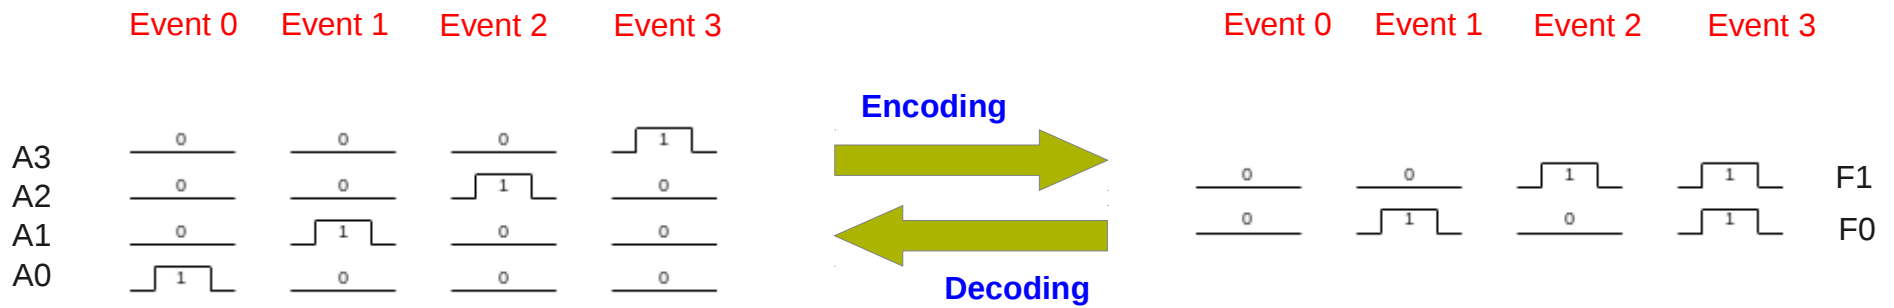 Event 0 Event 1 Event 2 Event 3 Event 0 Event 1 Event 2 Event 3
Encoding
A3 0 0 0 1
A2 0 0 1 0
A1 0 1 0 0
A0 1 0 0 0
0 0 1 1 F1
0 1 0 1 F0
Decoding